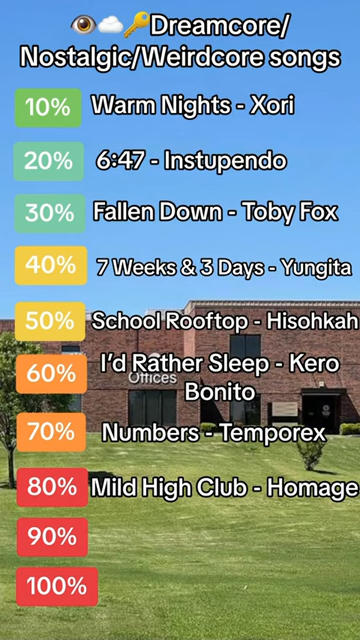 👁️☁️🔑Dreamcore/
Nostalgic/Weirdcore songs
10% Warm Nights - Xori
20% 6:47 - Instupendo
30% Fallen Down - Toby Fox
40% 7 Weeks & 3 Days - Yungita
50% School Rooftop - Hisohkah
60% I'd Rather Sleep - Kero
Bonito
Offices
70% Numbers - Temporex
80% Mild High Club - Homage
90%
100%